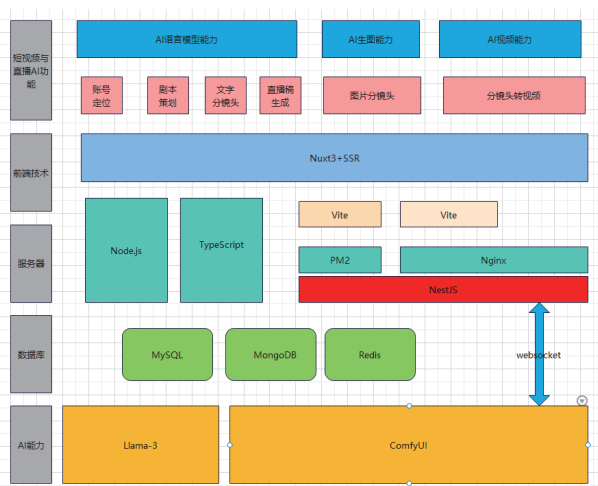 短视频与
直播AI功
能
AI语言模型能力
AI生图能力
AI视频能力
账号
定位
剧本
策划
文字
分镜头
直播稿
生成
图片分镜头
分镜头转视频
前端技术
Nuxt3+SSR
服务器
Node.js
TypeScript
Vite
Vite
PM2
Nginx
NestJS
数据库
MySQL
MongoDB
Redis
websocket
AI能力
Llama-3
ComfyUI